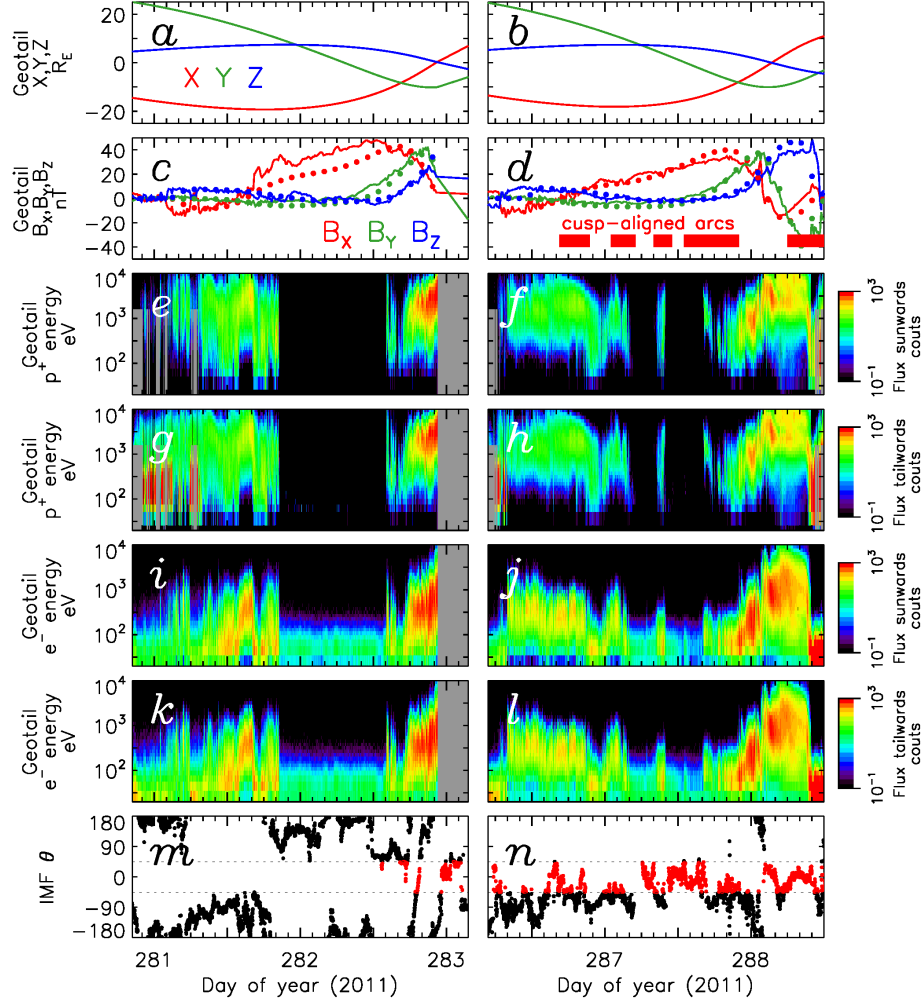 Geotail
X,Y,Z
R_E
20
0
−20
a
X Y Z
b
Geotail
B_X,B_Y,B_Z
nT
40
20
0
−20
−40
c
B_X B_Y B_Z
d
cusp-aligned arcs
Geotail
p⁺ energy
eV
10⁴
10³
10²
e
f
10³
10⁻¹
Flux sunwards
couts
Geotail
p⁺ energy
eV
10⁴
10³
10²
g
h
10³
10⁻¹
Flux tailwards
couts
Geotail
e⁻ energy
eV
10⁴
10³
10²
i
j
10³
10⁻¹
Flux sunwards
couts
Geotail
e⁻ energy
eV
10⁴
10³
10²
k
l
10³
10⁻¹
Flux tailwards
couts
IMF θ
180
90
0
−90
−180
m
n
281 282 283
287 288
Day of year (2011)
Day of year (2011)